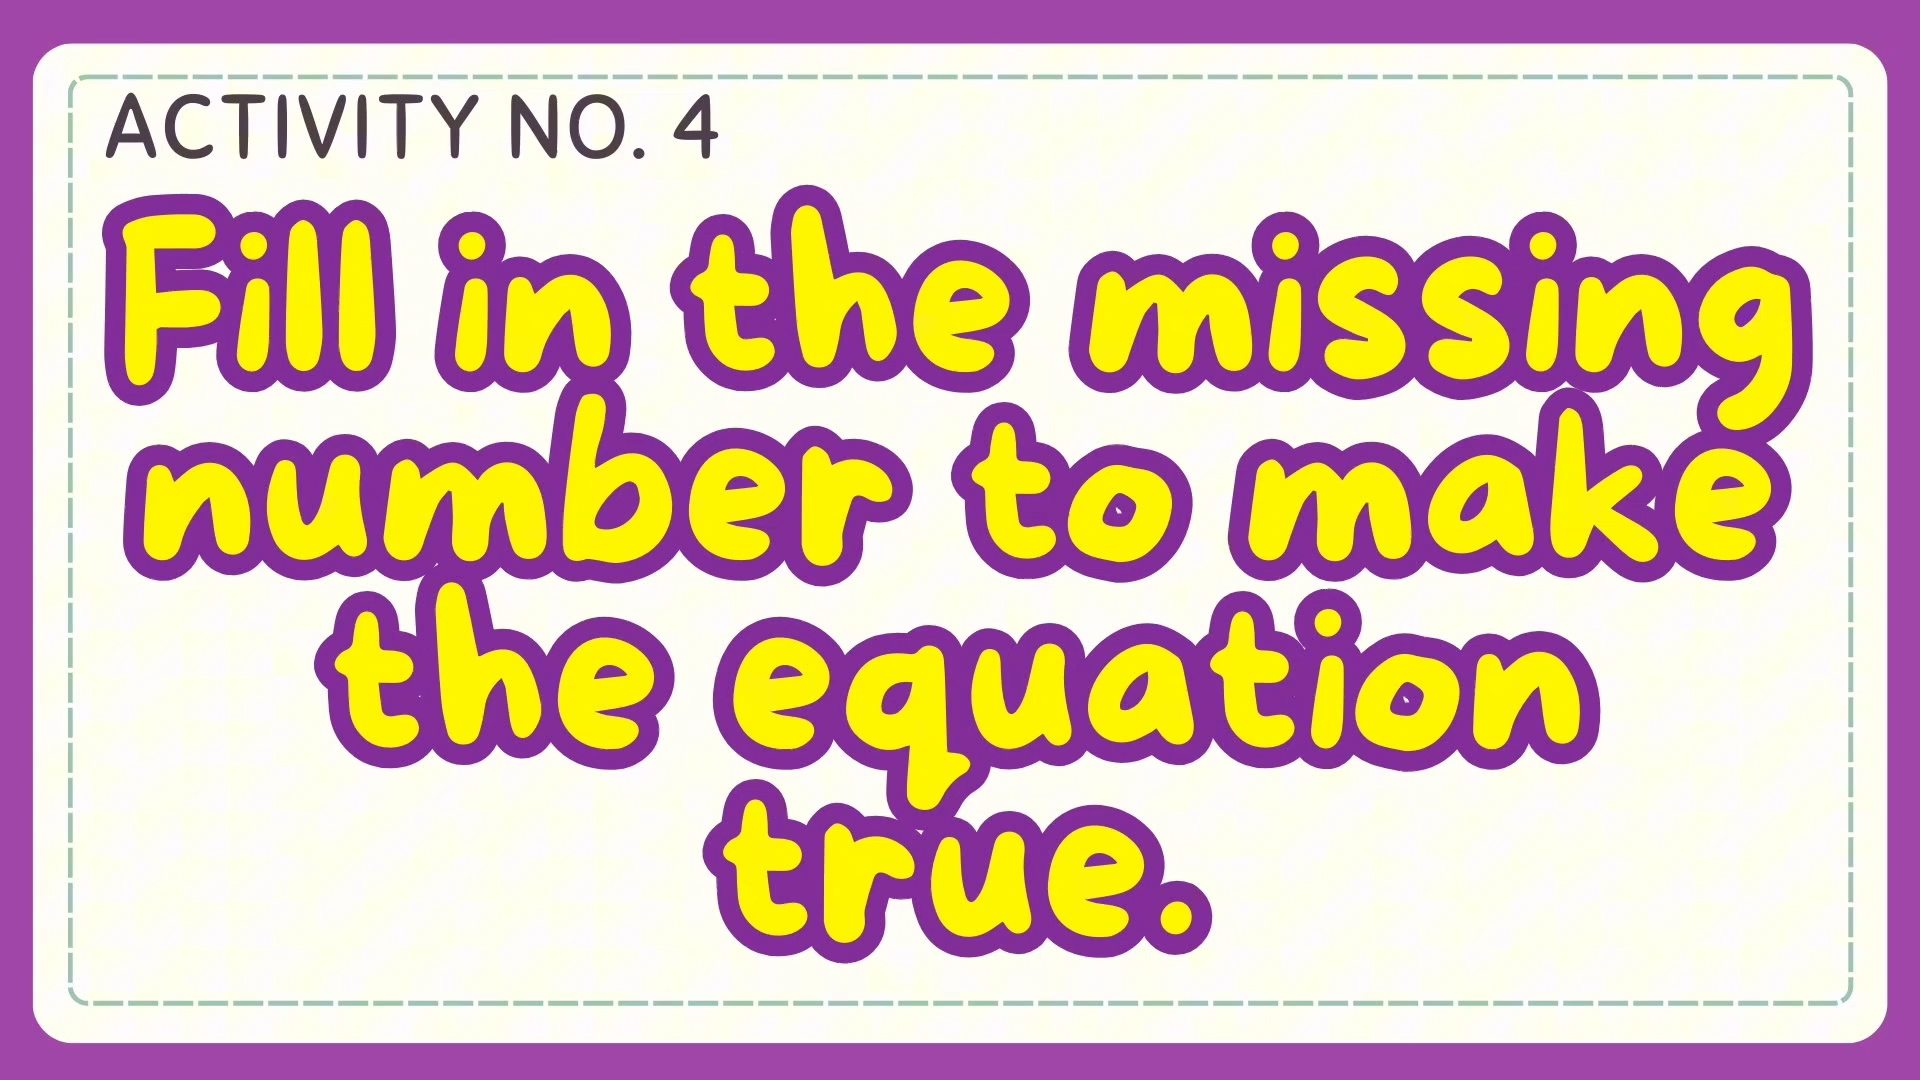 ACTIVITY NO. 4
Fill in the missing
number to make
the equation
true.